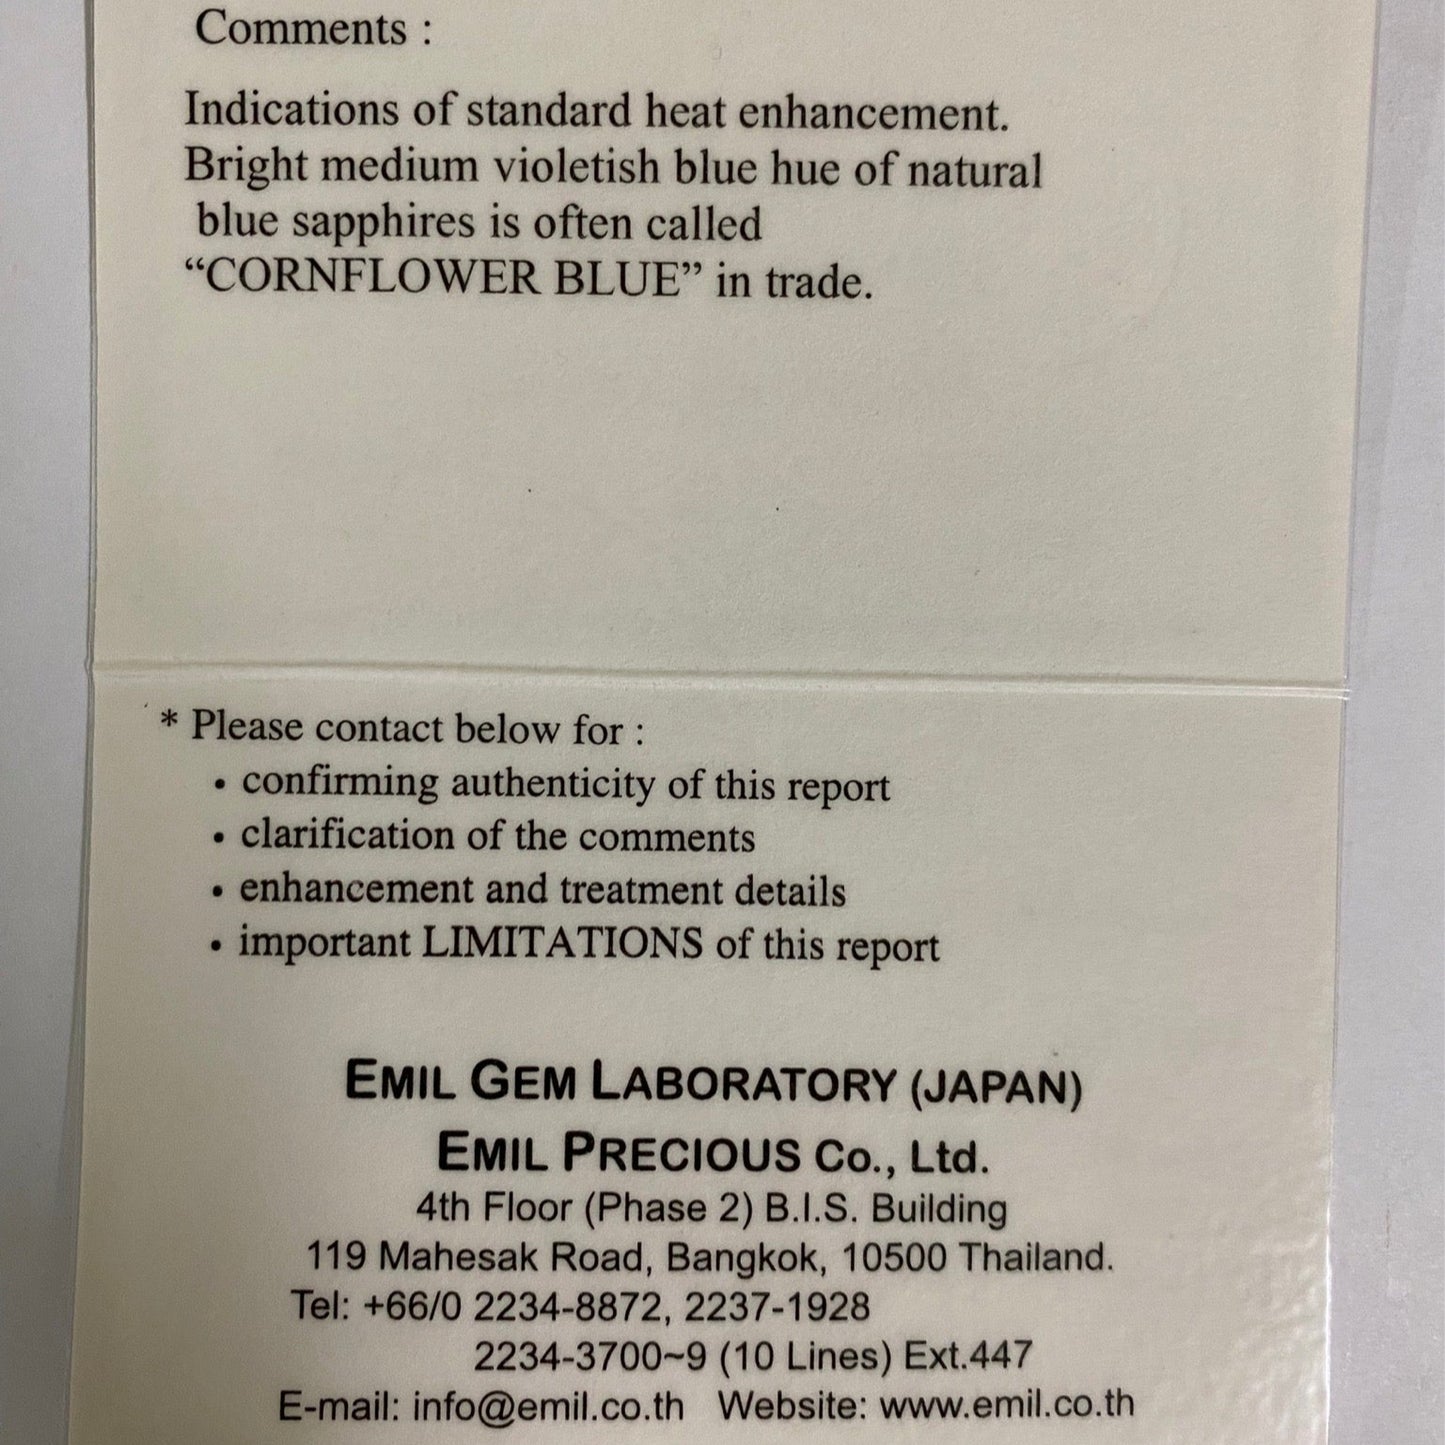 Comments :
Indications of standard heat enhancement.
Bright medium violetish blue hue of natural
blue sapphires is often called
“CORNFLOWER BLUE” in trade.
* Please contact below for :
• confirming authenticity of this report
• clarification of the comments
• enhancement and treatment details
• important LIMITATIONS of this report
EMIL GEM LABORATORY (JAPAN)
EMIL PRECIOUS Co., Ltd.
4th Floor (Phase 2) B.I.S. Building
119 Mahesak Road, Bangkok, 10500 Thailand.
Tel: +66/0 2234-8872, 2237-1928
2234-3700~9 (10 Lines) Ext.447
E-mail: info@emil.co.th Website: www.emil.co.th